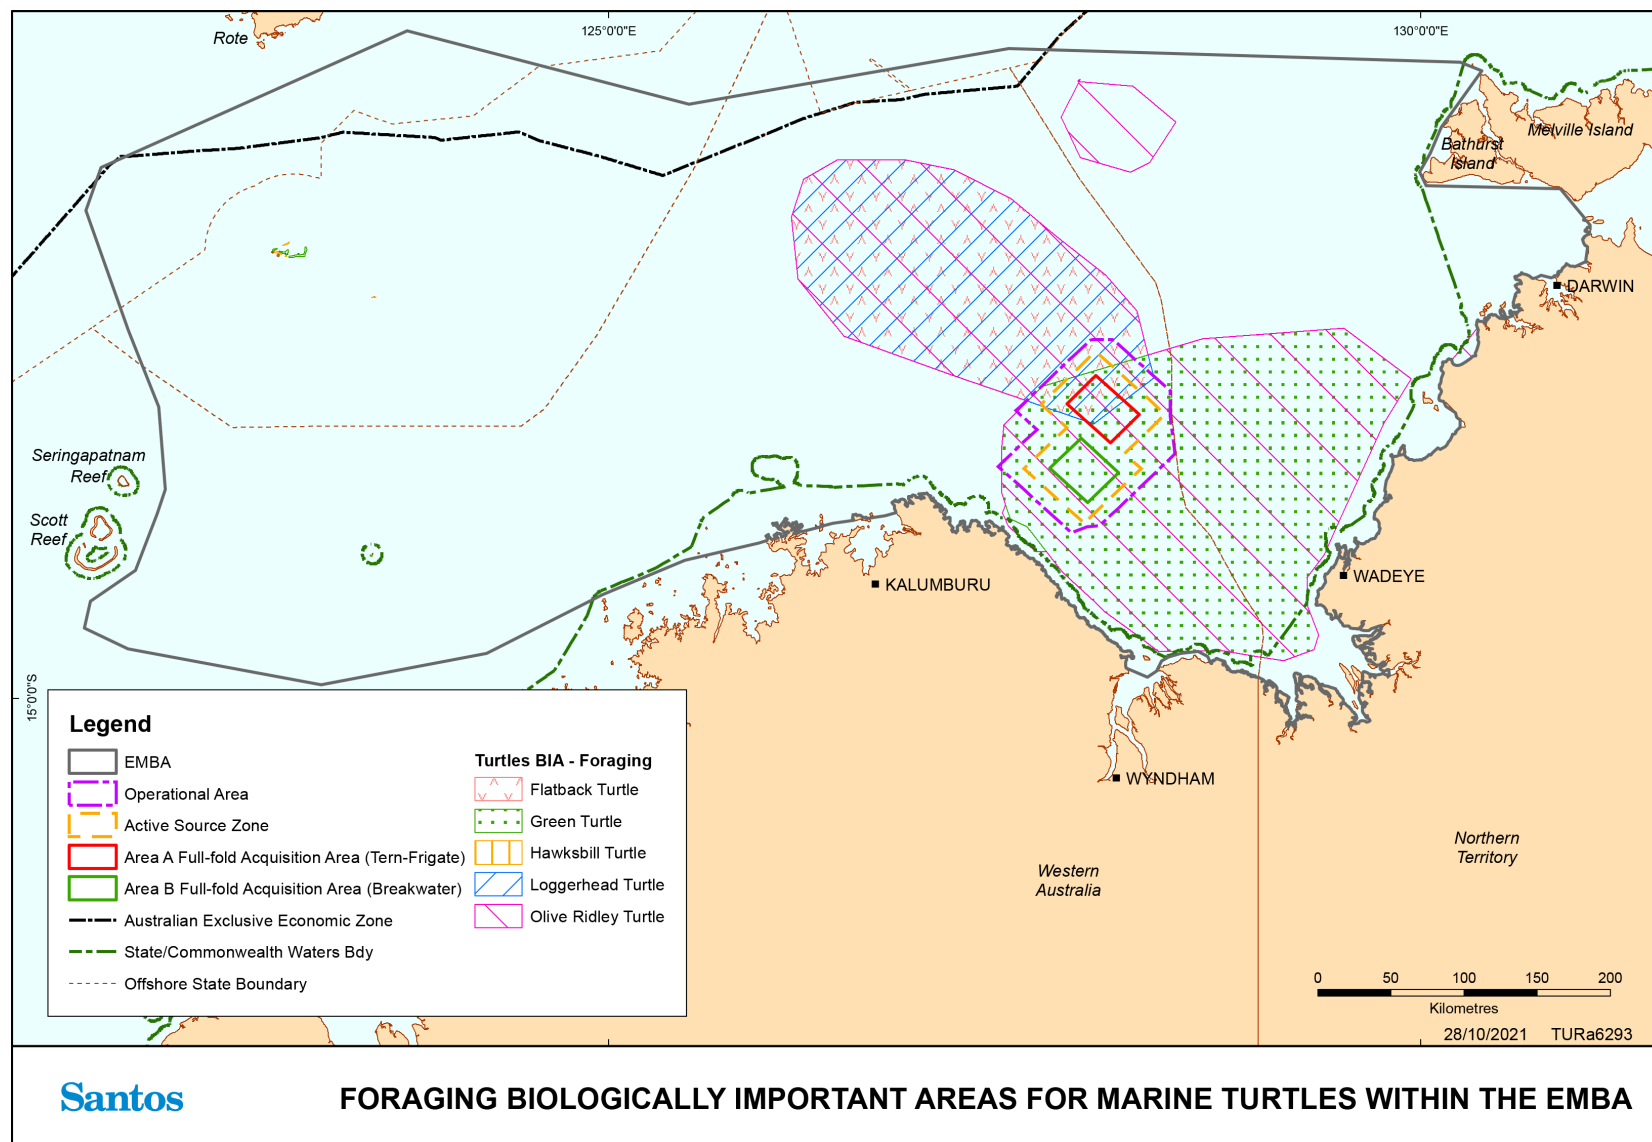 Rote
125°0'0"E
130°0'0"E
Melville Island
Bathurst
Island
DARWIN
Seringapatnam
Reef
Scott
Reef
KALUMBURU
WADEYE
15°0'0"S
WYNDHAM
Western
Australia
Northern
Territory
Legend
EMBA
Operational Area
Active Source Zone
Area A Full-fold Acquisition Area (Tern-Frigate)
Area B Full-fold Acquisition Area (Breakwater)
Australian Exclusive Economic Zone
State/Commonwealth Waters Bdy
Offshore State Boundary
Turtles BIA - Foraging
Flatback Turtle
Green Turtle
Hawksbill Turtle
Loggerhead Turtle
Olive Ridley Turtle
0 50 100 150 200
Kilometres
28/10/2021 TURa6293
Santos
FORAGING BIOLOGICALLY IMPORTANT AREAS FOR MARINE TURTLES WITHIN THE EMBA